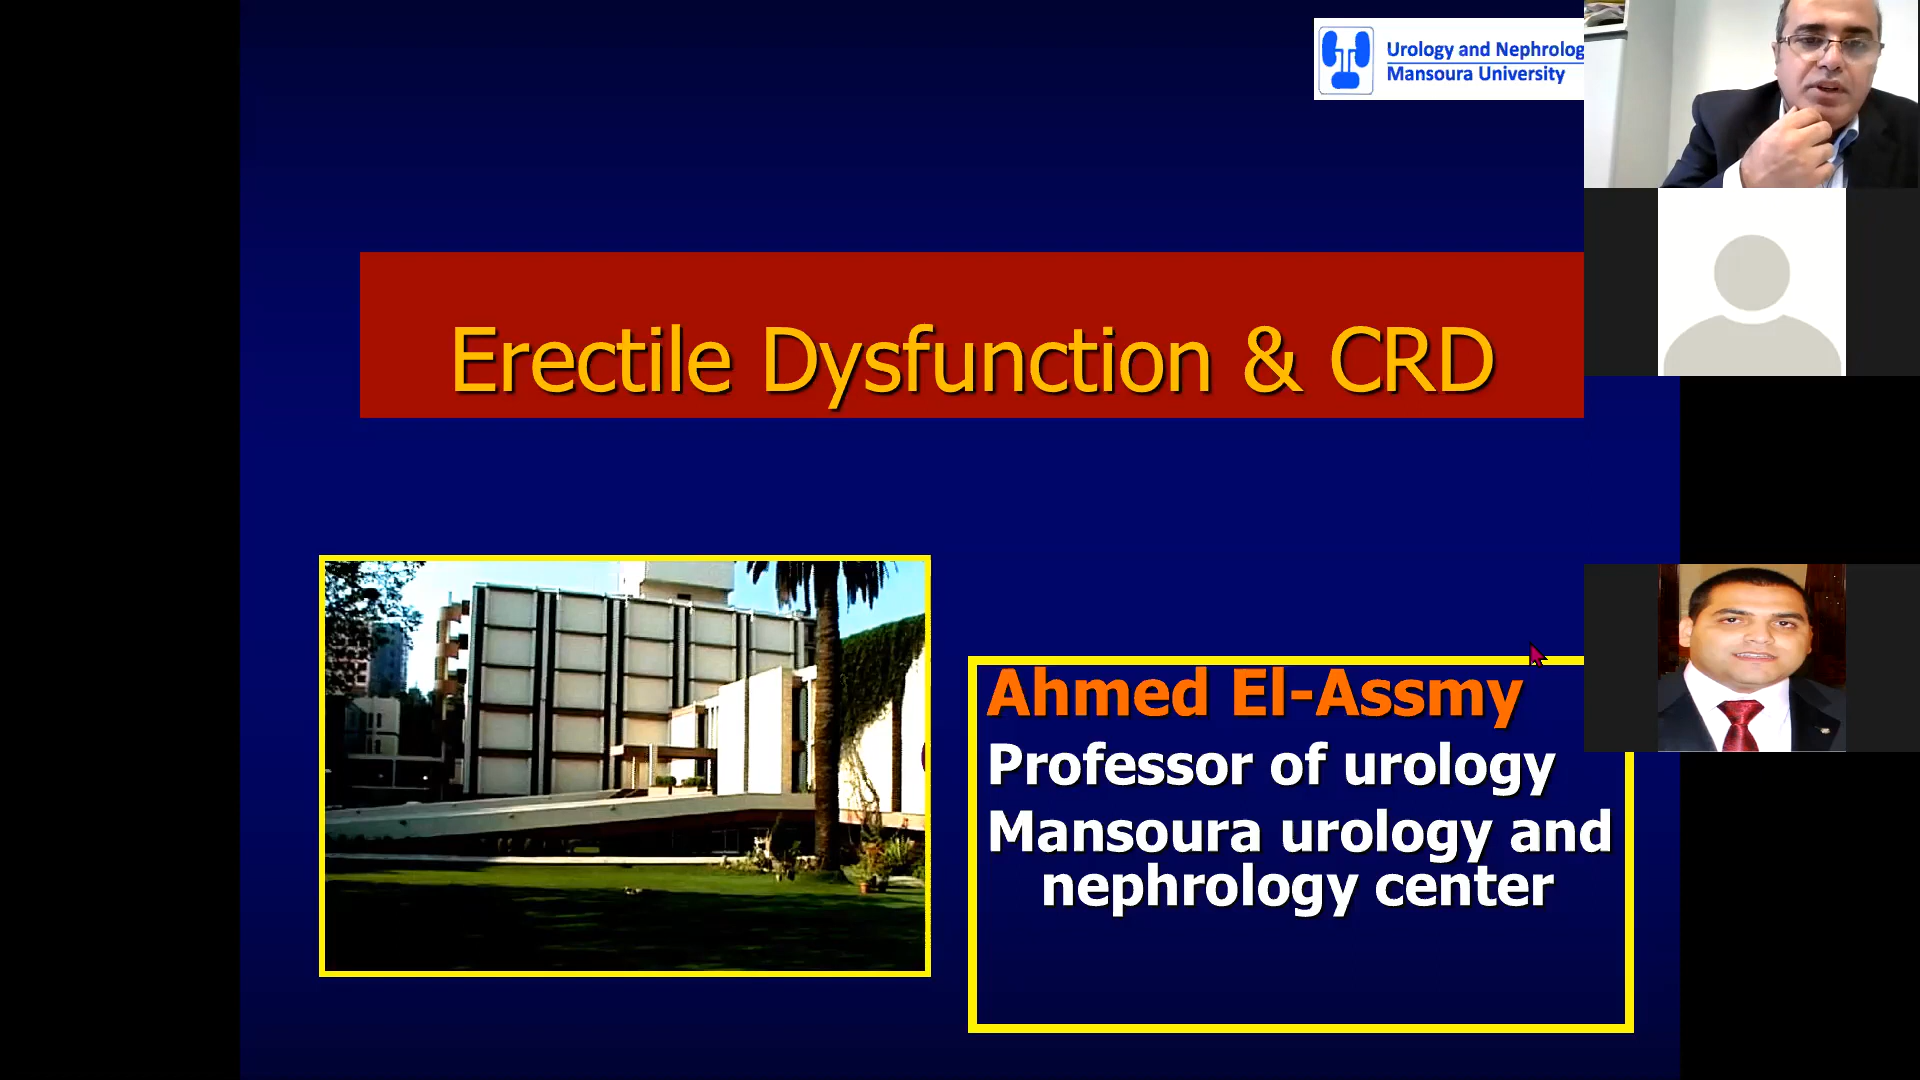 Urology and Nephrolog
Mansoura University
Erectile Dysfunction & CRD
Ahmed El-Assmy
Professor of urology
Mansoura urology and
nephrology center